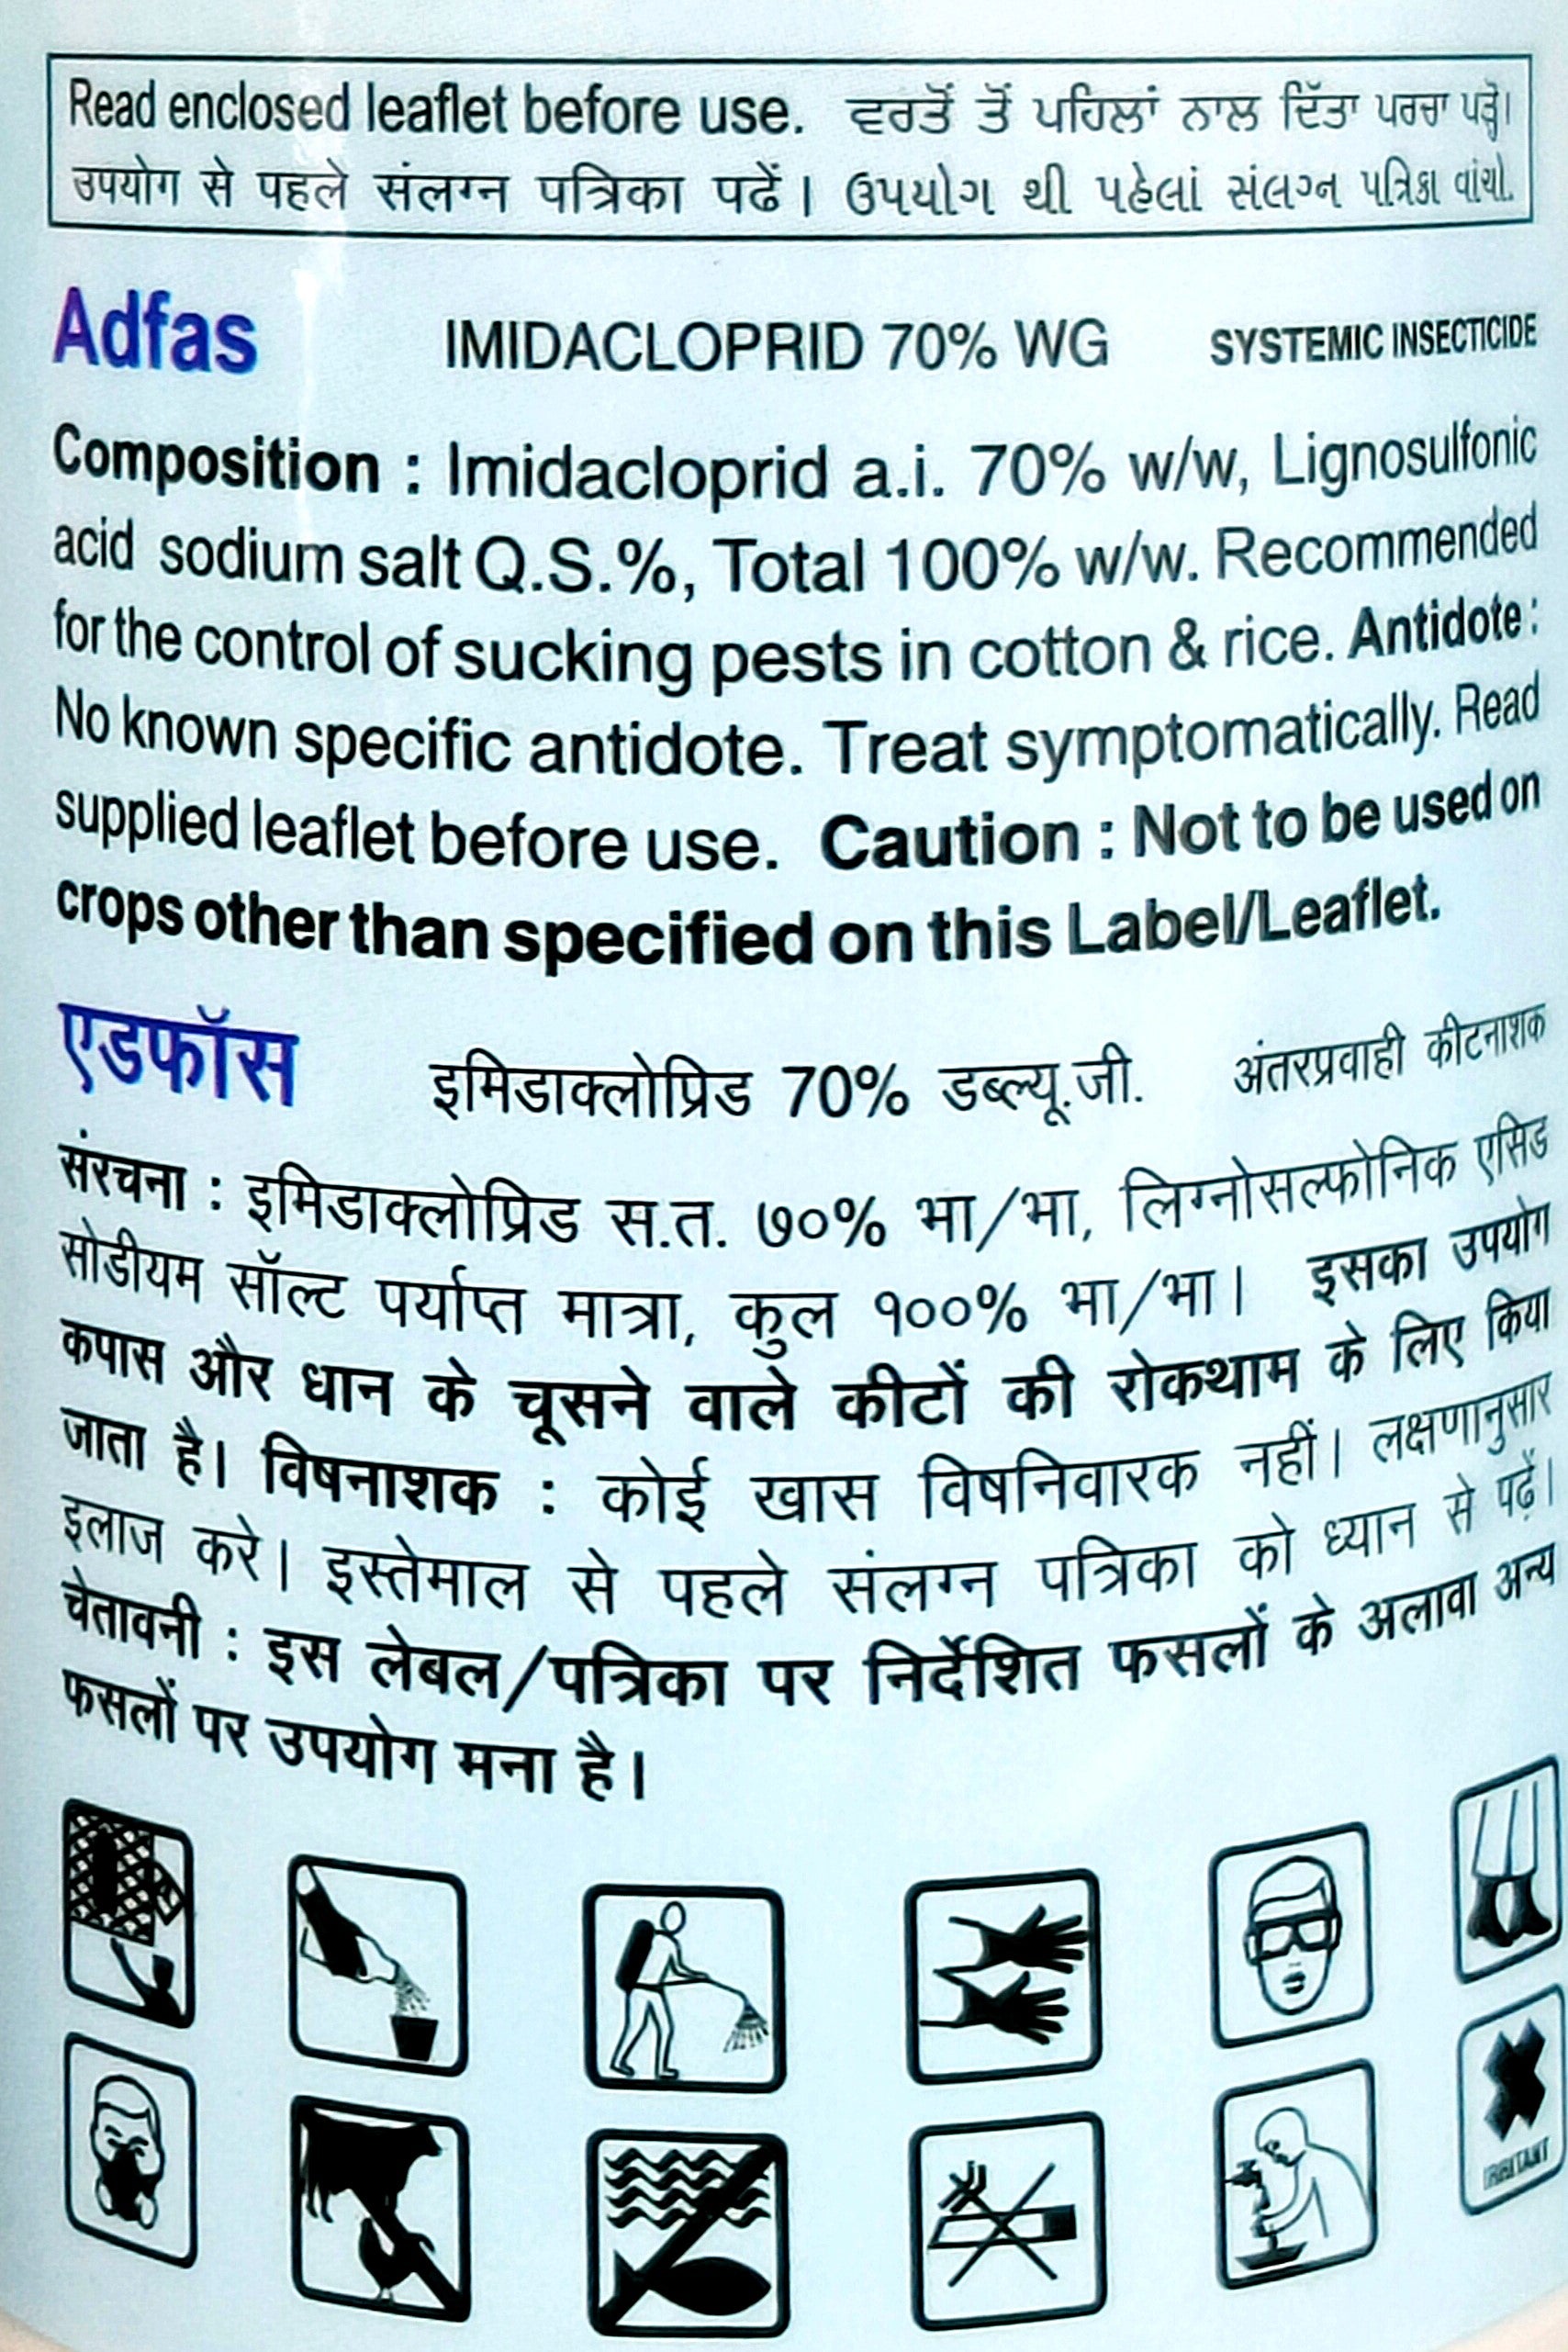 Read enclosed leaflet before use. ਵਰਤੋਂ ਤੋਂ ਪਹਿਲਾਂ ਨਾਲ ਦਿੱਤਾ ਪਰਚਾ ਪੜ੍ਹੋ।
उपयोग से पहले संलग्न पत्रिका पढें। ઉપયોગ થી પહેલાં સંલગ્ન પત્રિકા વાંચો.
Adfas IMIDACLOPRID 70% WG SYSTEMIC INSECTICIDE
Composition : Imidacloprid a.i. 70% w/w, Lignosulfonic
acid sodium salt Q.S.%, Total 100% w/w. Recommended
for the control of sucking pests in cotton & rice. Antidote :
No known specific antidote. Treat symptomatically. Read
supplied leaflet before use. Caution : Not to be used on
crops other than specified on this Label/Leaflet.
एडफॉस इमिडाक्लोप्रिड 70% डब्ल्यू.जी. अंतरप्रवाही कीटनाशक
संरचना : इमिडाक्लोप्रिड स.त. ७०% भा/भा, लिग्नोसल्फोनिक एसिड
सोडीयम सॉल्ट पर्याप्त मात्रा, कुल १००% भा/भा। इसका उपयोग
कपास और धान के चूसने वाले कीटों की रोकथाम के लिए किया
जाता है। विषनाशक : कोई खास विषनिवारक नहीं। लक्षणानुसार
इलाज करे। इस्तेमाल से पहले संलग्न पत्रिका को ध्यान से पढ़ें।
चेतावनी : इस लेबल/पत्रिका पर निर्देशित फसलों के अलावा अन्य
फसलों पर उपयोग मना है।
IRRITANT